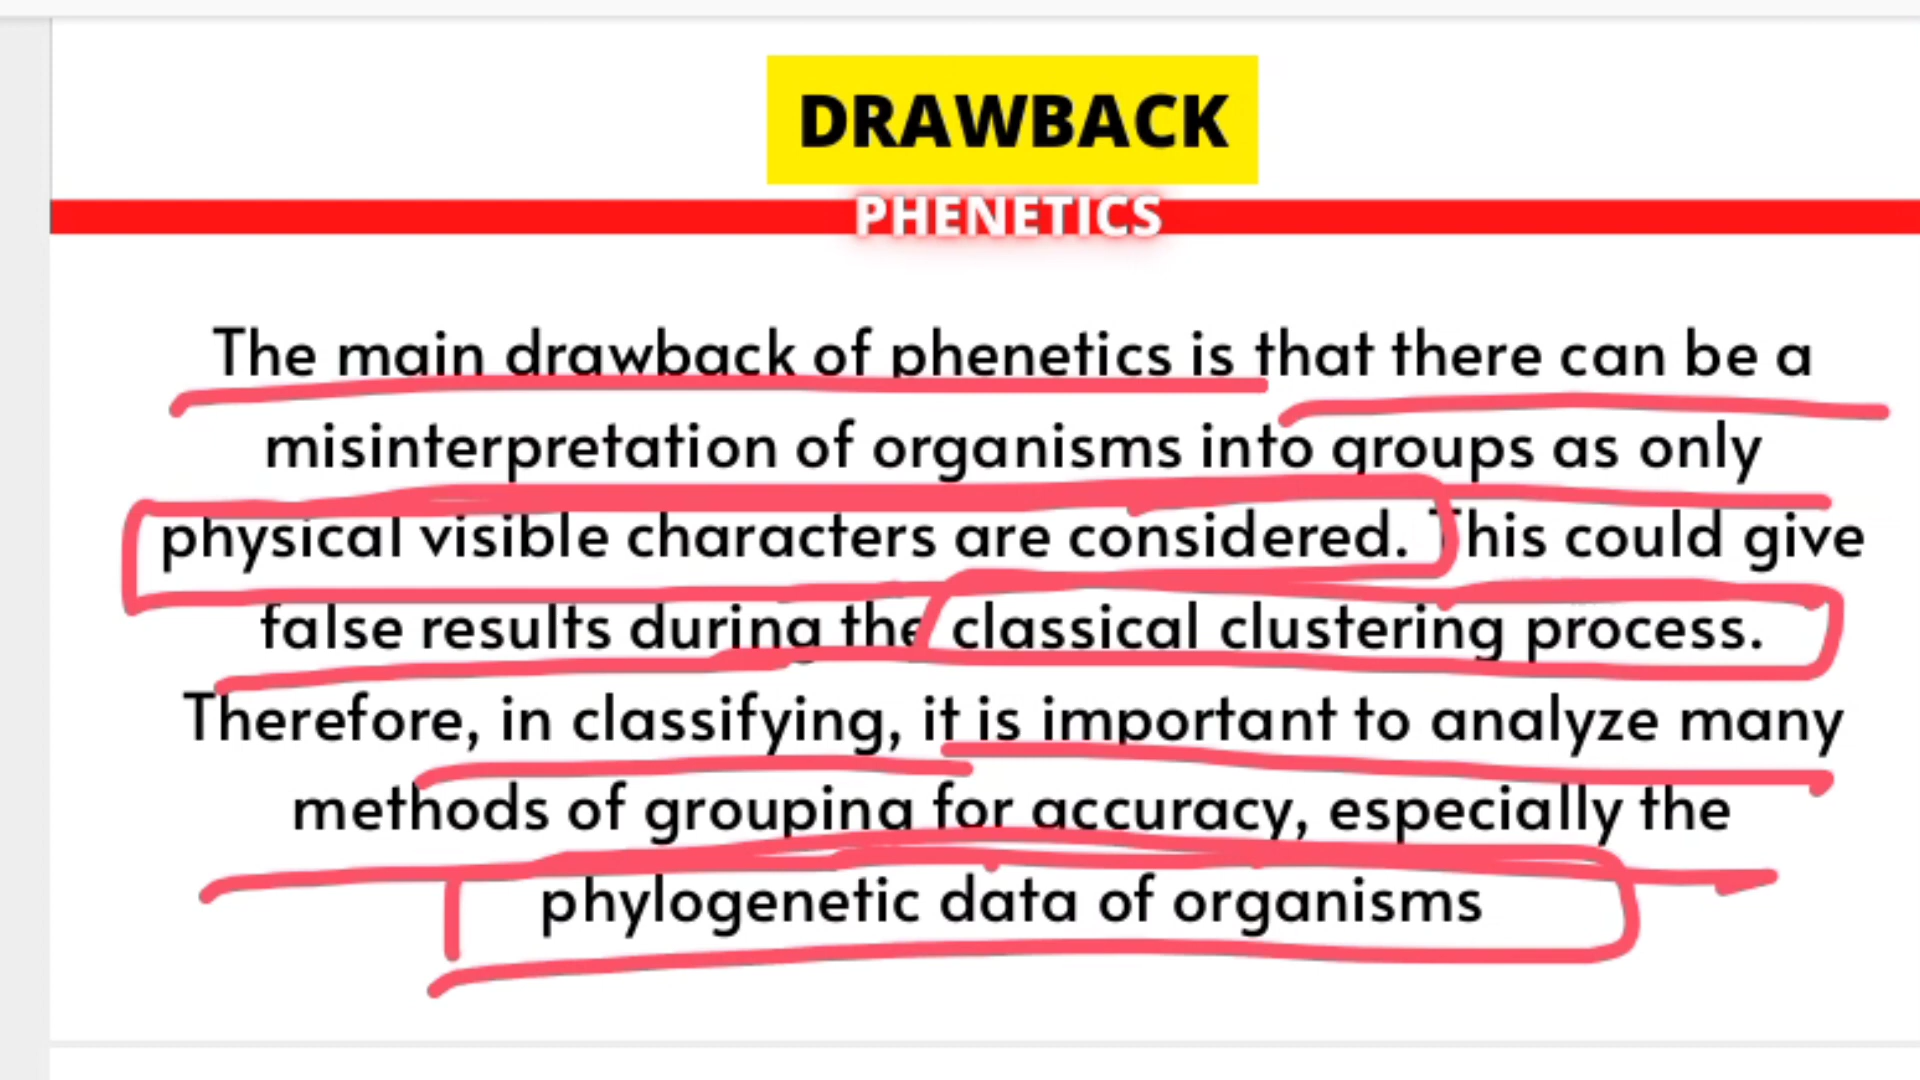 DRAWBACK
PHENETICS
The main drawback of phenetics is that there can be a
misinterpretation of organisms into groups as only
physical visible characters are considered. This could give
false results during the classical clustering process.
Therefore, in classifying, it is important to analyze many
methods of grouping for accuracy, especially the
phylogenetic data of organisms